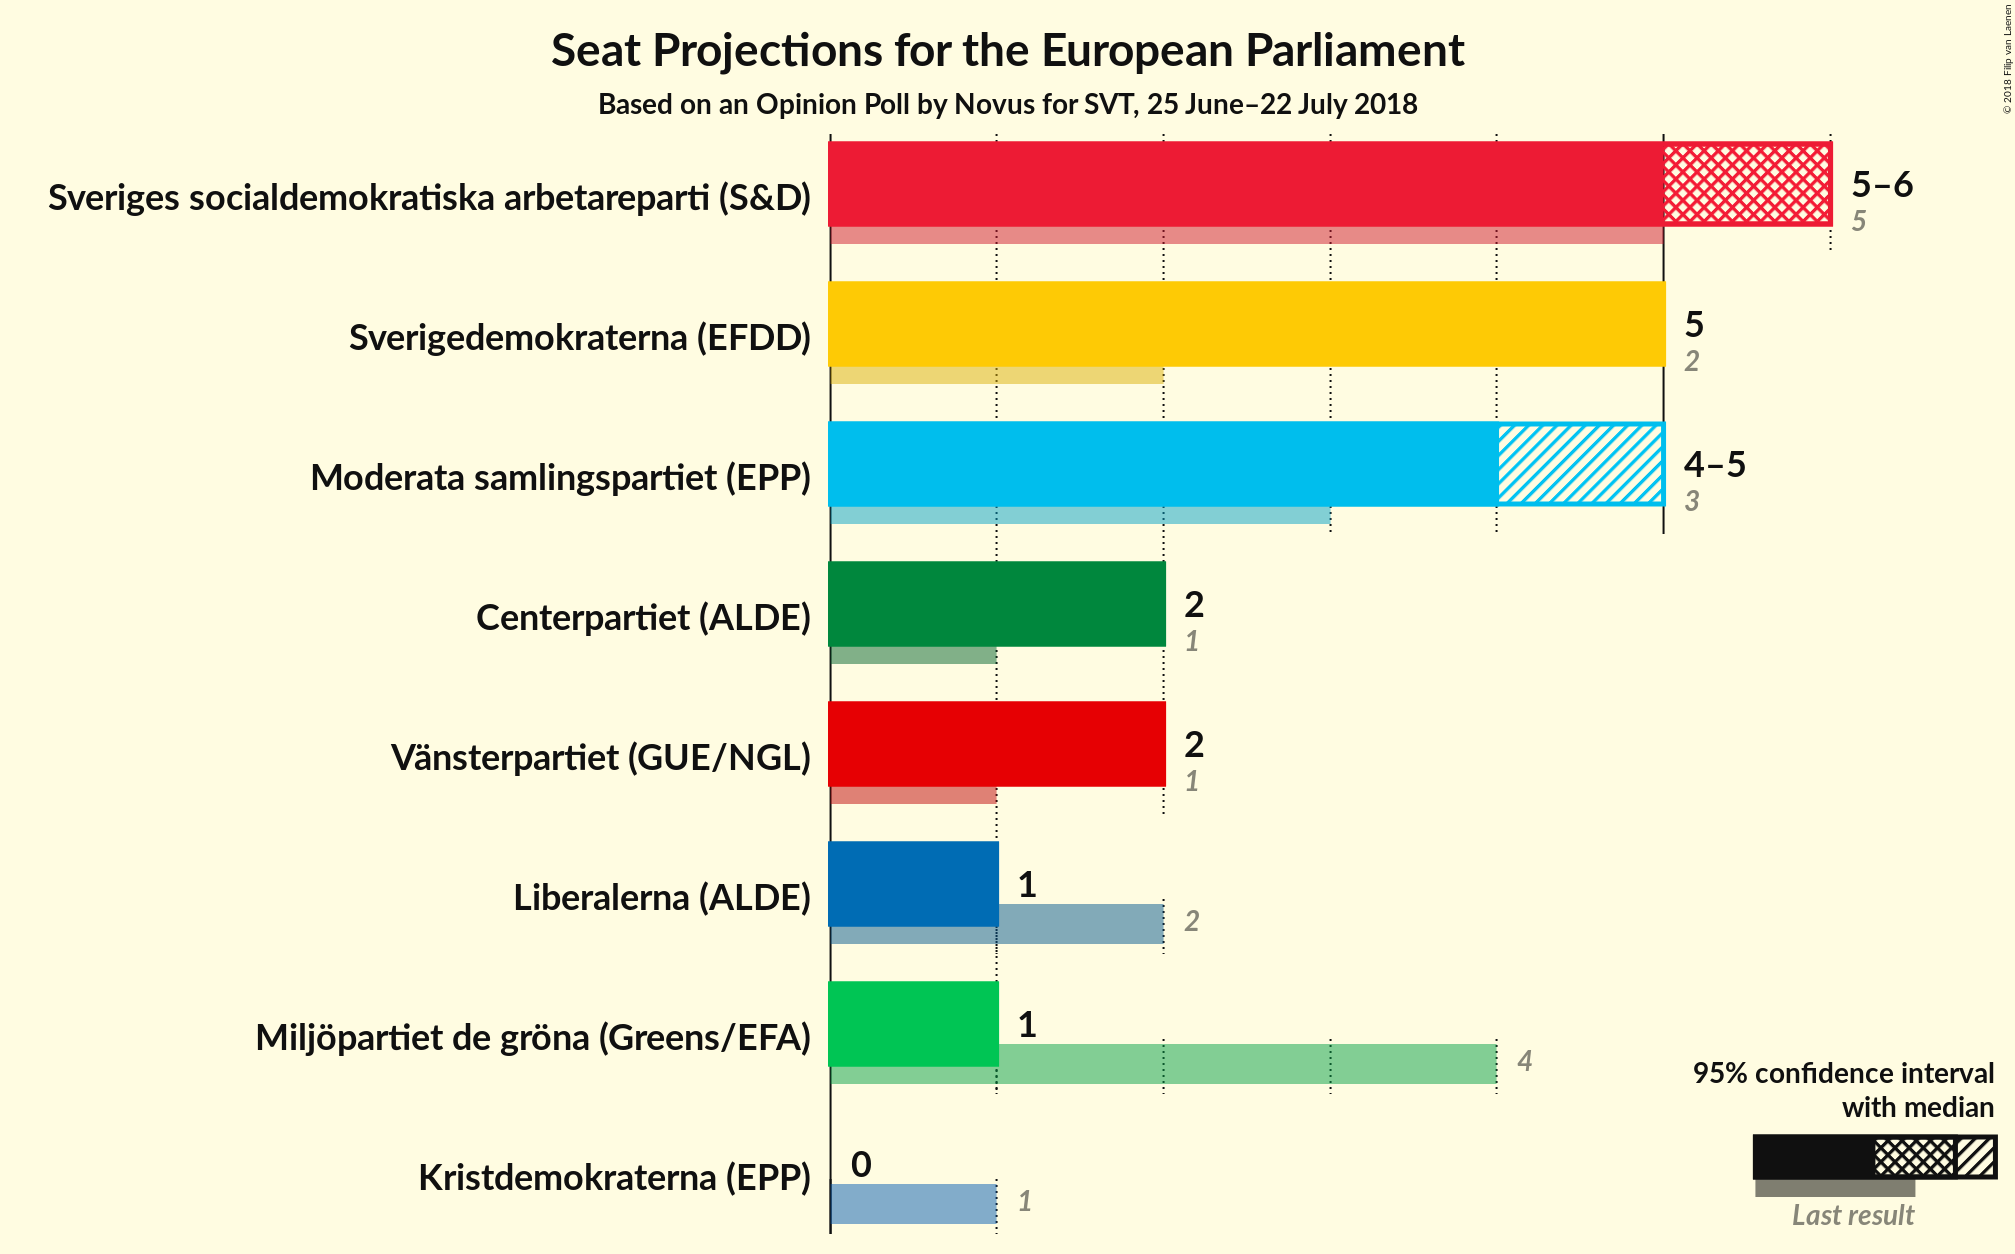 Seat Projections for the European Parliament
Based on an Opinion Poll by Novus for SVT, 25 June–22 July 2018
© 2018 Filip van Laenen
Sveriges socialdemokratiska arbetareparti (S&D)
5–6
5
Sverigedemokraterna (EFDD)
5
2
Moderata samlingspartiet (EPP)
4–5
3
Centerpartiet (ALDE)
2
1
Vänsterpartiet (GUE/NGL)
2
1
Liberalerna (ALDE)
1
2
Miljöpartiet de gröna (Greens/EFA)
1
4
Kristdemokraterna (EPP)
0
1
95% confidence interval
with median
Last result